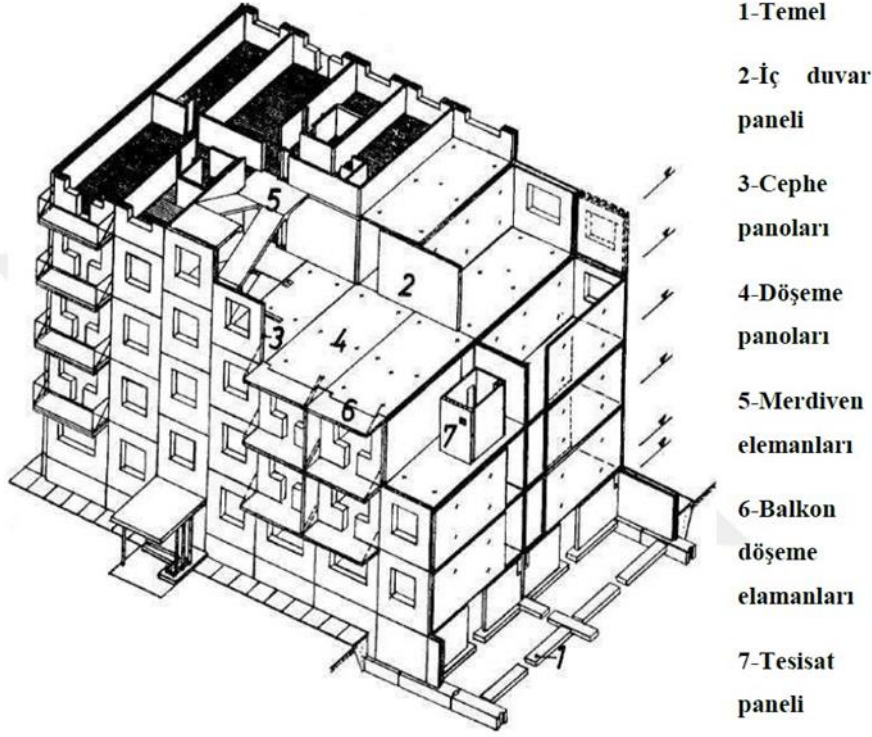 1-Temel
2-İç duvar
paneli
3-Cephe
panoları
4-Döşeme
panoları
5-Merdiven
elemanları
6-Balkon
döşeme
elamanları
7-Tesisat
paneli
5
2
3
4
6
7
1